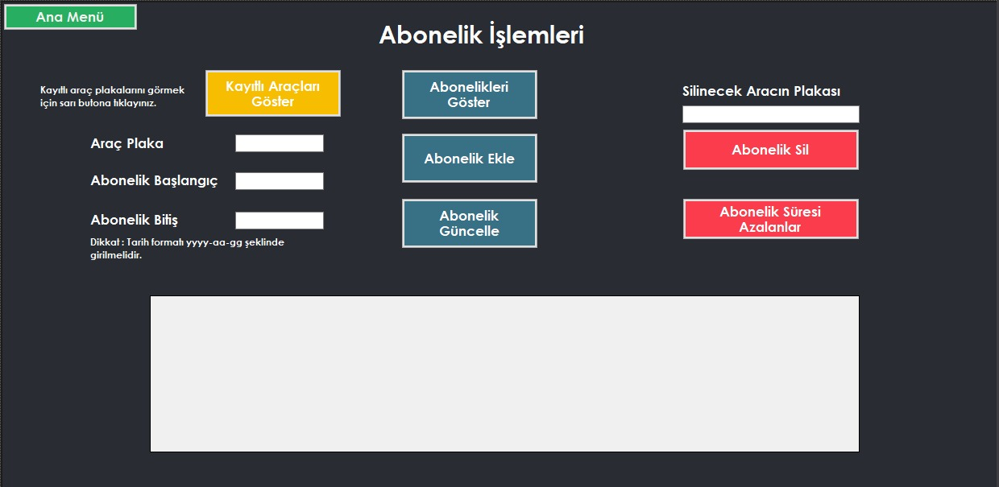 Ana Menü
Abonelik İşlemleri
Kayıtlı araç plakalarını görmek
için sarı butona tıklayınız.
Kayıtlı Araçları
Göster
Abonelikleri
Göster
Silinecek Aracın Plakası
Araç Plaka
Abonelik Ekle
Abonelik Sil
Abonelik Başlangıç
Abonelik Bitiş
Abonelik
Güncelle
Abonelik Süresi
Azalanlar
Dikkat : Tarih formatı yyyy-aa-gg şeklinde
girilmelidir.